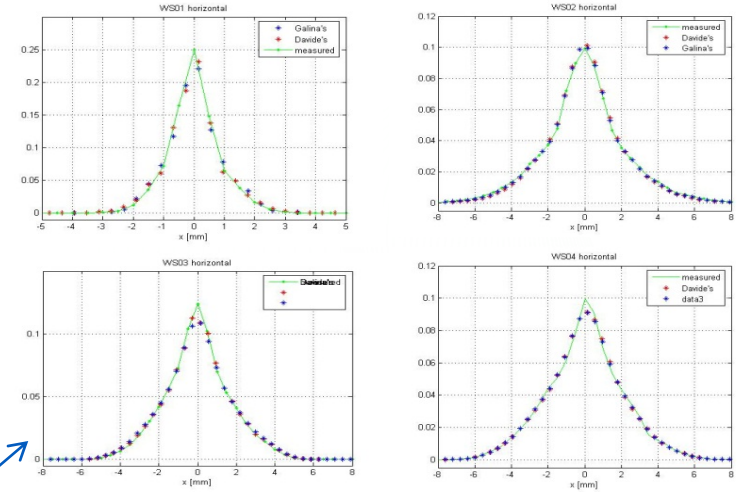 WS01 horizontal
Galina's
Davide's
measured
0.25
0.2
0.15
0.1
0.05
0
-5 -4 -3 -2 -1 0 1 2 3 4 5
x [mm]
WS02 horizontal
measured
Davide's
Galina's
0.12
0.1
0.08
0.06
0.04
0.02
0
-8 -6 -4 -2 0 2 4 6 8
x [mm]
WS03 horizontal
0.1
0.05
0
-8 -6 -4 -2 0 2 4 6 8
x [mm]
WS04 horizontal
measured
Davide's
data3
0.12
0.1
0.08
0.06
0.04
0.02
0
-8 -6 -4 -2 0 2 4 6 8
x [mm]